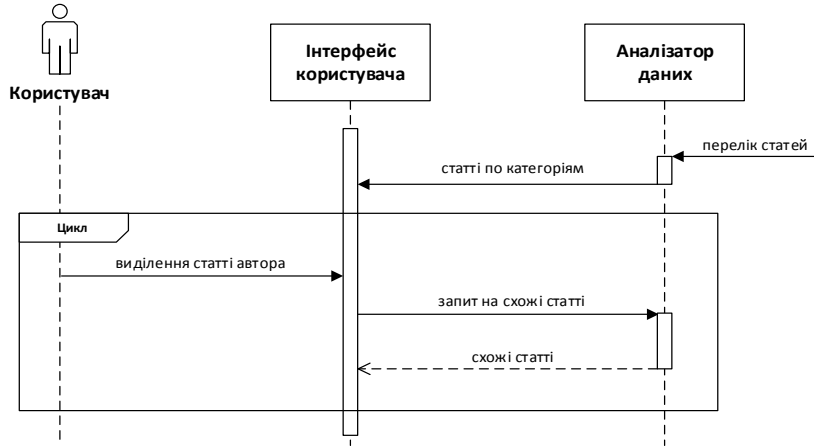 Користувач
Інтерфейс
користувача
Аналізатор
даних
перелік статей
статті по категоріям
Цикл
виділення статті автора
запит на схожі статті
схожі статті